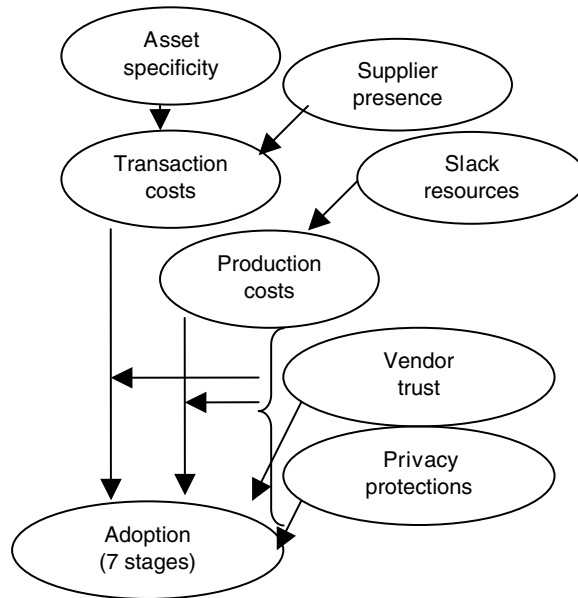 Asset
specificity
Supplier
presence
Transaction
costs
Slack
resources
Production
costs
Vendor
trust
Privacy
protections
Adoption
(7 stages)